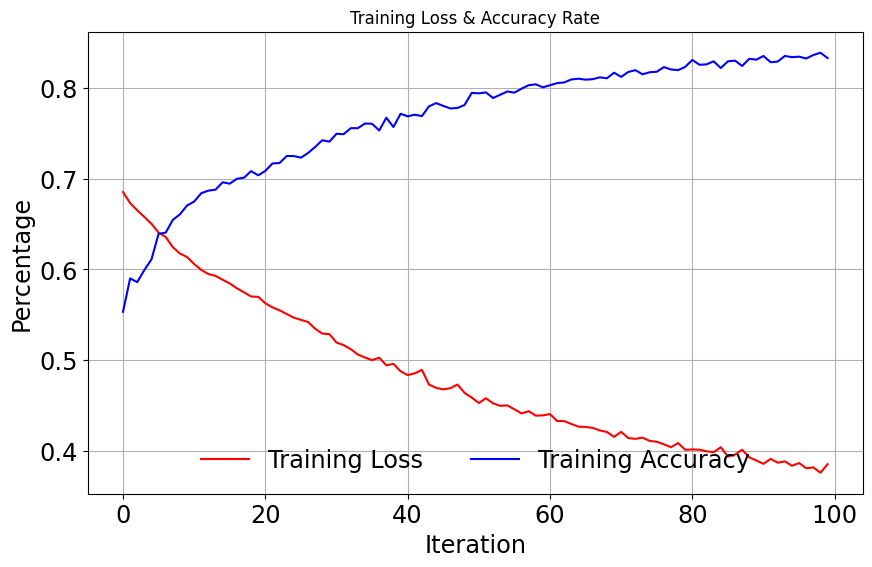 Training Loss & Accuracy Rate
Percentage
0.8
0.7
0.6
0.5
0.4
Training Loss Training Accuracy
0 20 40 60 80 100
Iteration